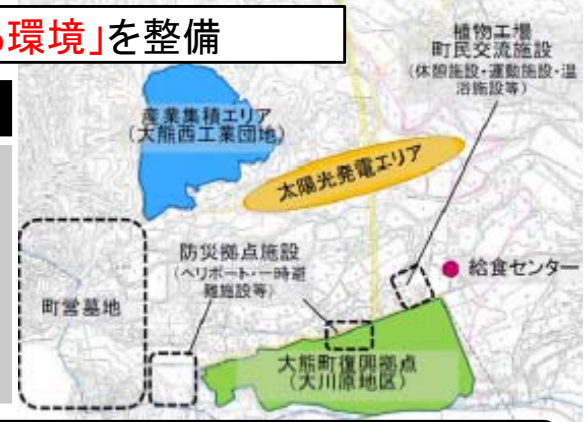 る環境」を整備
植物工場
町民交流施設
(休憩施設・運動施設・温
浴施設等)
産業集積エリア
(大熊西工業団地)
太陽光発電エリア
防災拠点施設
(ヘリポート・一時避
難施設等)
給食センター
町営墓地
大熊町復興拠点
(大川原地区)